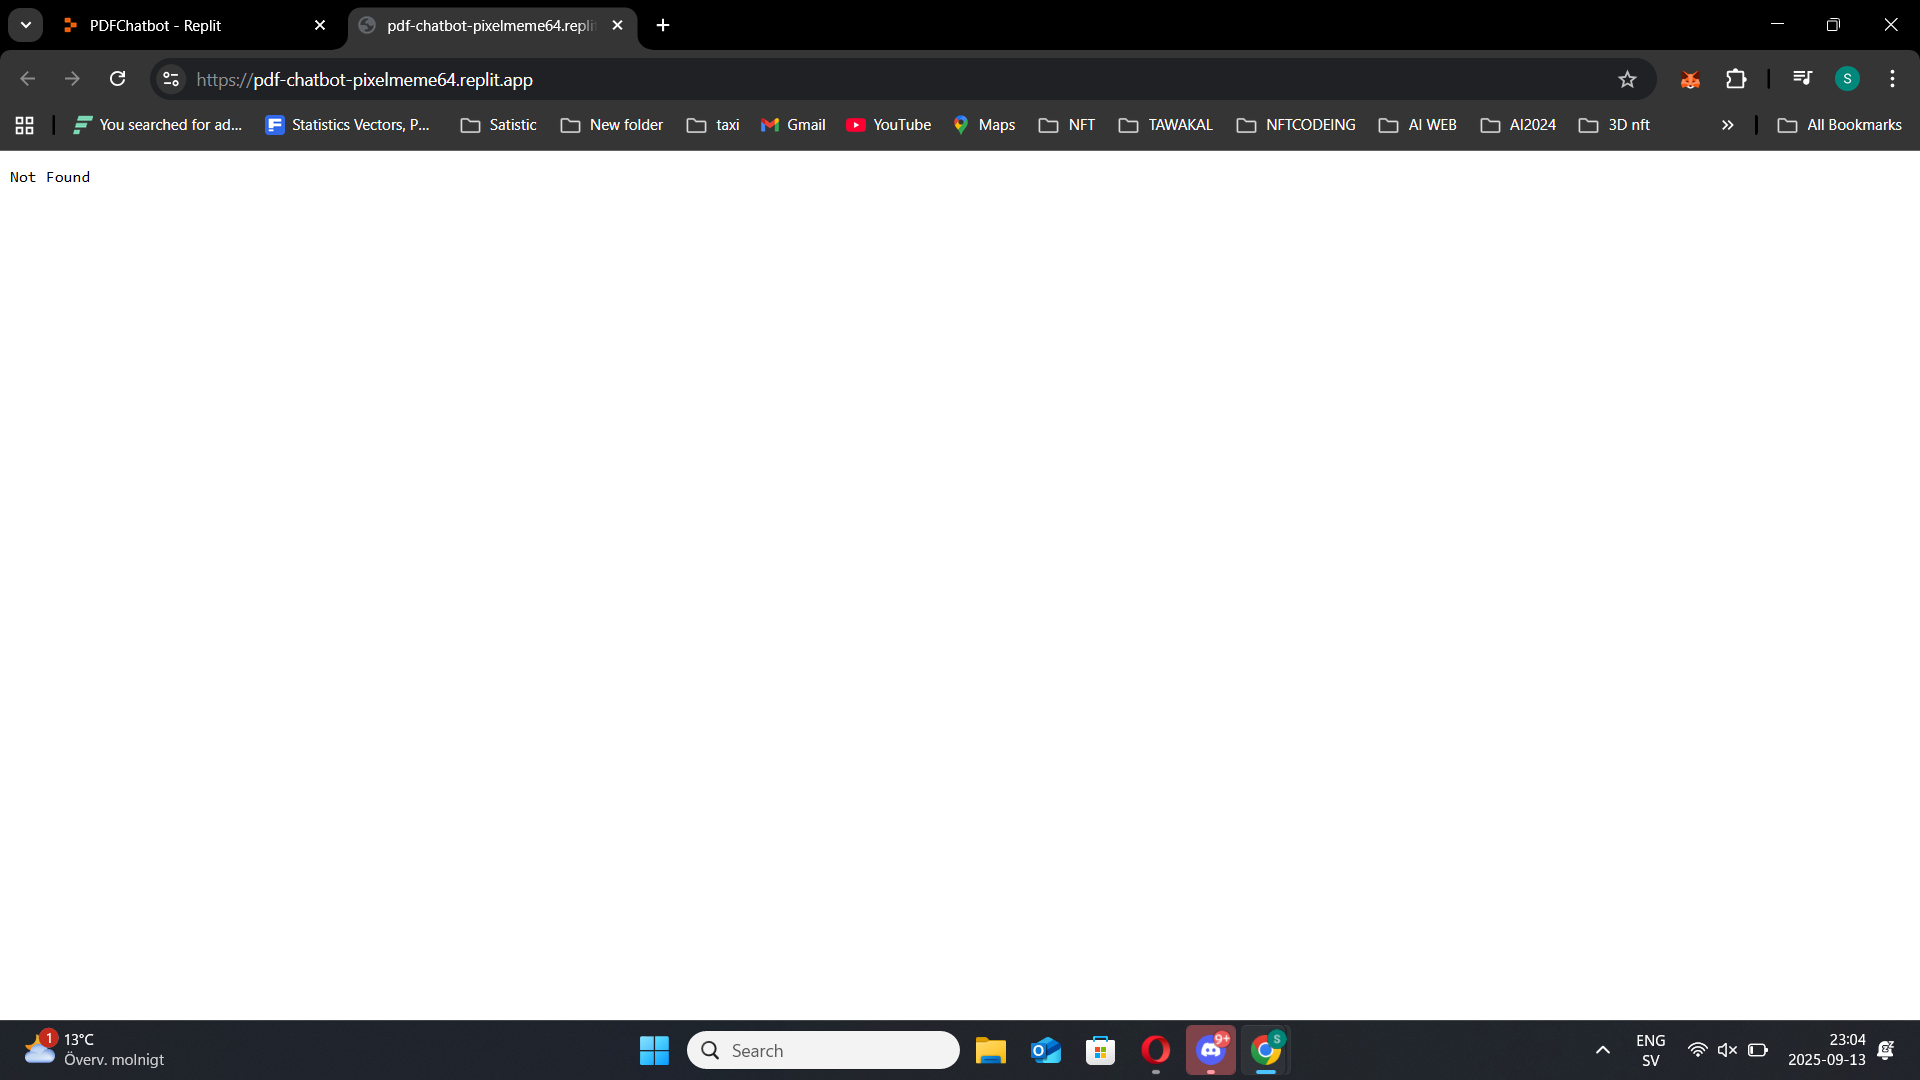 PDFChatbot - Replit
pdf-chatbot-pixelmeme64.repli
https://pdf-chatbot-pixelmeme64.replit.app
S
You searched for ad...
Statistics Vectors, P...
Satistic
New folder
taxi
Gmail
YouTube
Maps
NFT
TAWAKAL
NFTCODEING
AI WEB
AI2024
3D nft
All Bookmarks
Not Found
1
13°C
Överv. molnigt
Search
9+
S
ENG
SV
23:04
2025-09-13